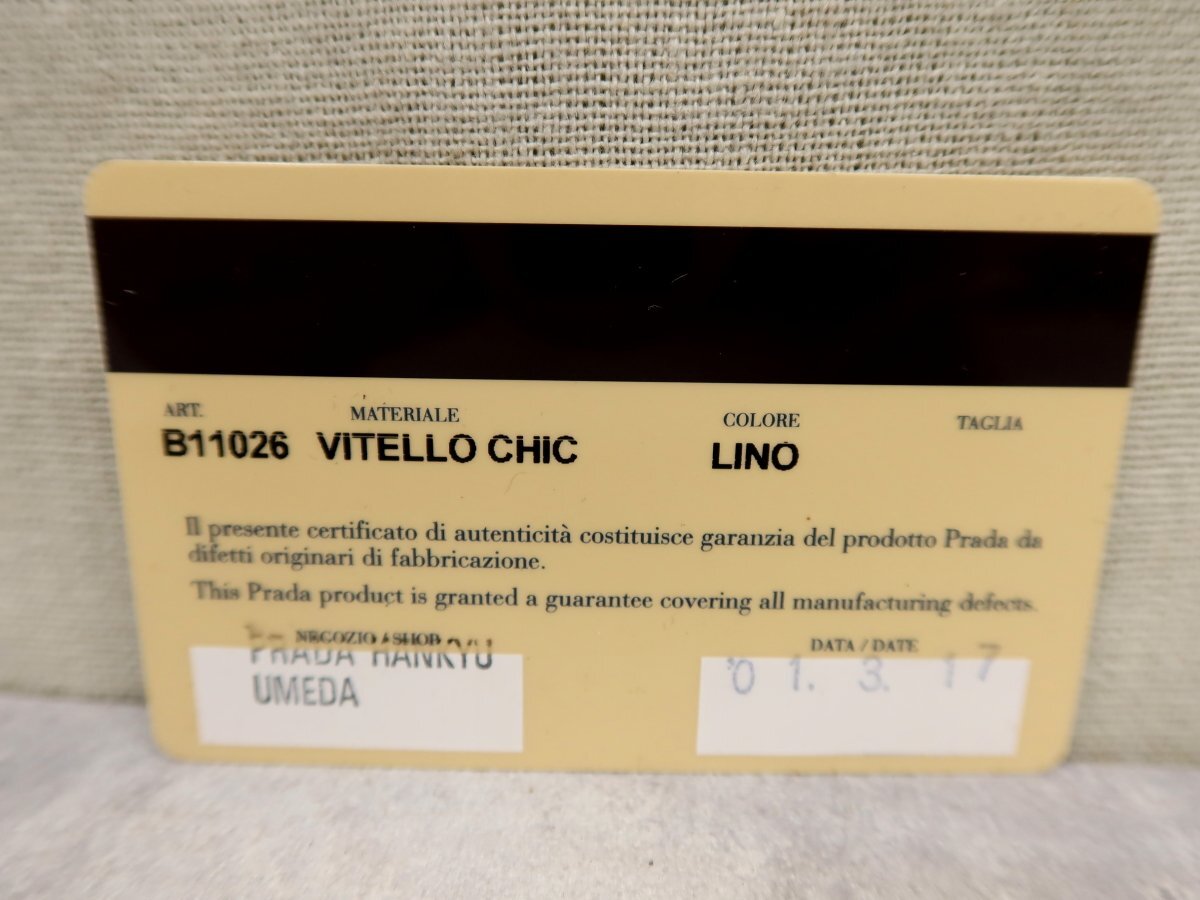 ART. MATERIALE COLORE TAGLIA
B11026 VITELLO CHIC LINO
Il presente certificato di autenticità costituisce garanzia del prodotto Prada da
difetti originari di fabbricazione.
This Prada product is granted a guarantee covering all manufacturing defects.
NEGOZIO / SHOP DATA / DATE
PRADA HANKYU
UMEDA
'01. 3. 17